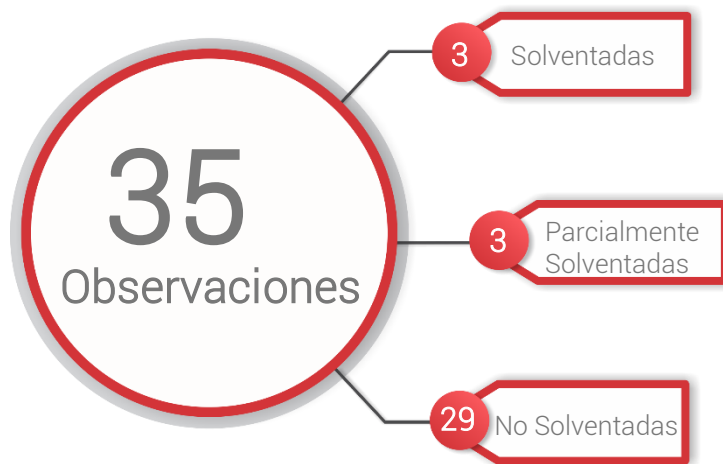 35
Observaciones
3
Solventadas
3
Parcialmente
Solventadas
29
No Solventadas